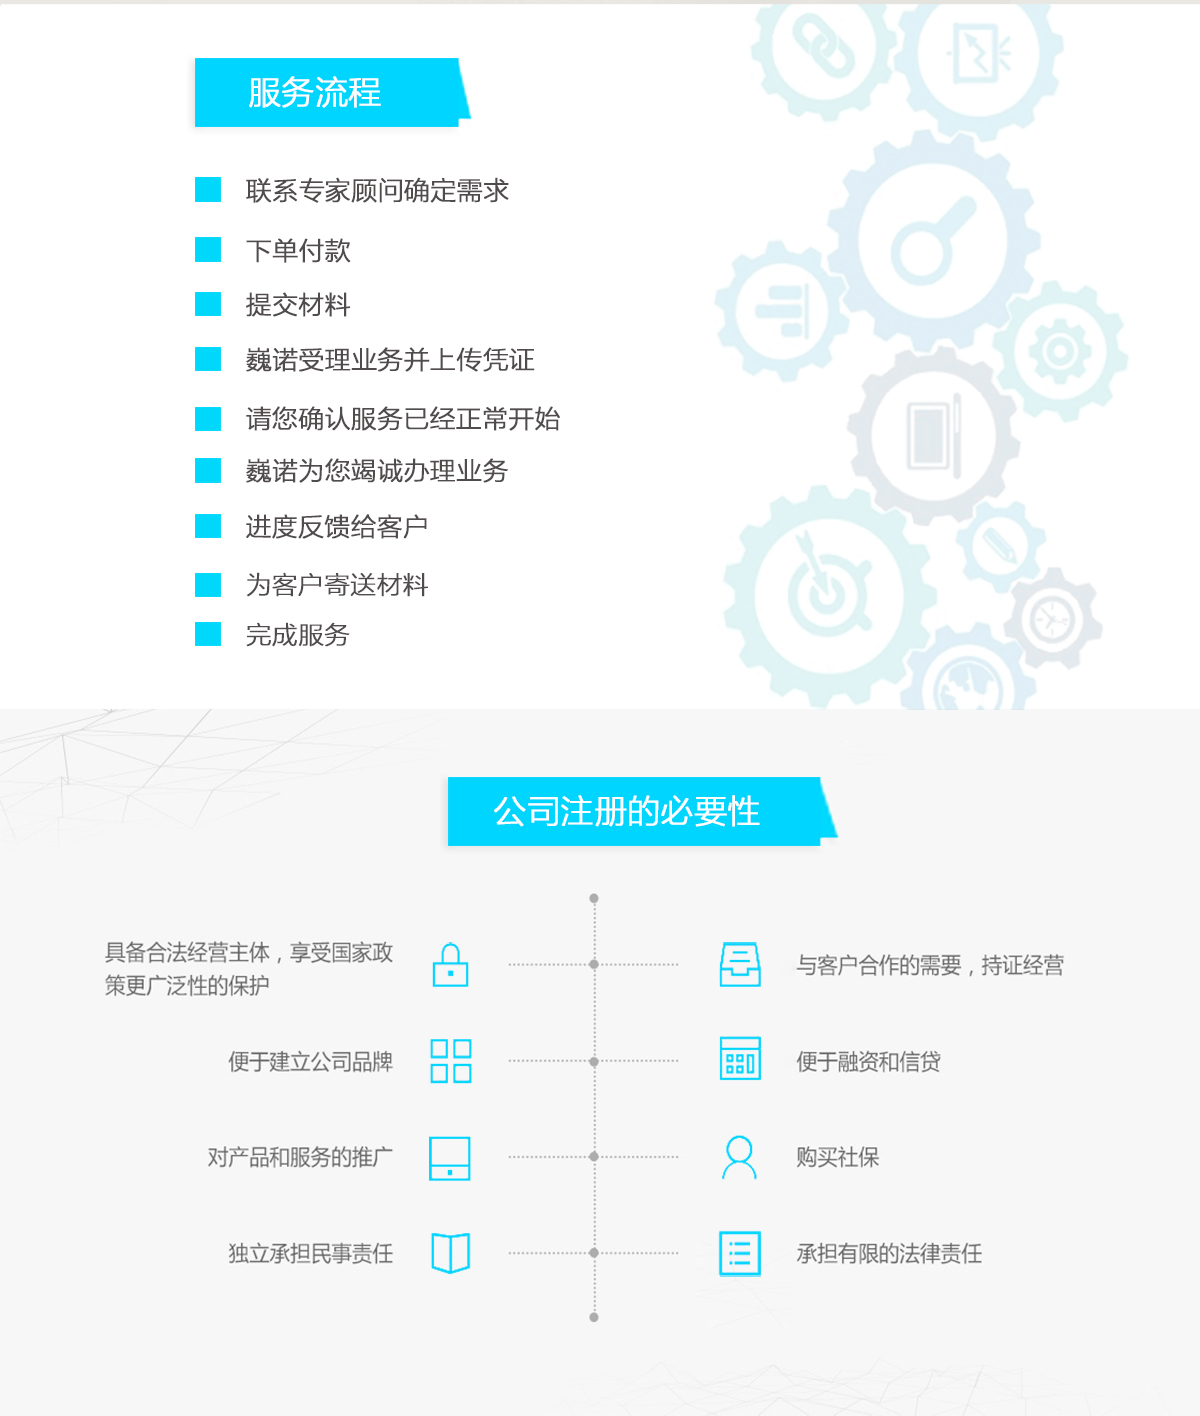 服务流程
联系专家顾问确定需求
下单付款
提交材料
巍诺受理业务并上传凭证
请您确认服务已经正常开始
巍诺为您竭诚办理业务
进度反馈给客户
为客户寄送材料
完成服务
公司注册的必要性
具备合法经营主体，享受国家政
策更广泛性的保护
与客户合作的需要，持证经营
便于建立公司品牌
便于融资和信贷
对产品和服务的推广
购买社保
独立承担民事责任
承担有限的法律责任